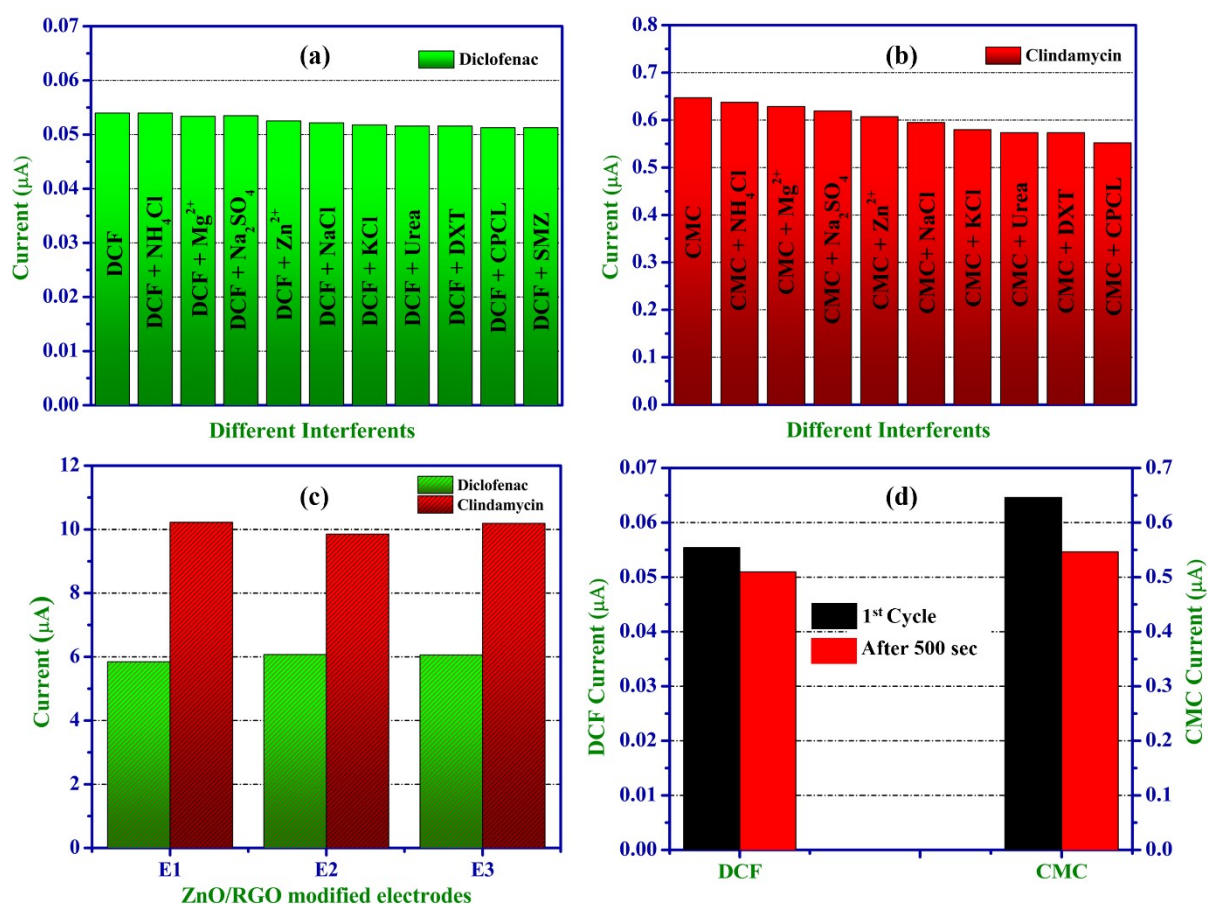 (a)
Diclofenac
Current (μA)
0.07
0.06
0.05
0.04
0.03
0.02
0.01
0.00
DCF
DCF + NH₄Cl
DCF + Mg²⁺
DCF + Na₂SO₄
DCF + Zn²⁺
DCF + NaCl
DCF + KCl
DCF + Urea
DCF + DXT
DCF + CPCL
DCF + SMZ
Different Interferents
(b)
Clindamycin
Current (μA)
0.8
0.7
0.6
0.5
0.4
0.3
0.2
0.1
0.0
CMC
CMC + NH₄Cl
CMC + Mg²⁺
CMC + Na₂SO₄
CMC + Zn²⁺
CMC+ NaCl
CMC + KCl
CMC + Urea
CMC + DXT
CMC + CPCL
Different Interferents
(c)
Diclofenac
Clindamycin
Current (μA)
12
10
8
6
4
2
0
E1
E2
E3
ZnO/RGO modified electrodes
(d)
DCF Current (μA)
0.07
0.06
0.05
0.04
0.03
0.02
0.01
0.00
1ˢᵗ Cycle
After 500 sec
0.7
0.6
0.5
0.4
0.3
0.2
0.1
0.0
CMC Current (μA)
DCF
CMC